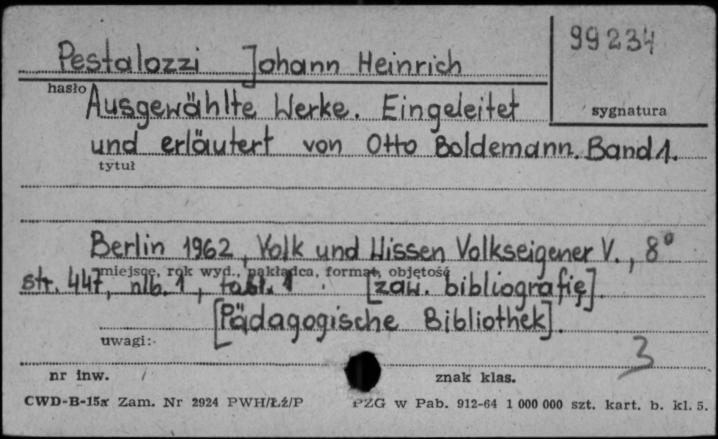 99234
Pestalozzi Johann Heinrich
hasło
sygnatura
Ausgewählte Werke. Eingeleitet
und erläutert von Otto Boldemann. Band 1.
tytuł
Berlin 1962, Volk und Wissen Volkseigener V., 8°
miejsce, rok wyd., nakładca, format, objętość
str. 447, nlb. 1, tabl. 1 [zaw. bibliografię].
[Pädagogische Bibliothek].
uwagi:
3
nr inw. znak klas.
CWD-B-15x Zam. Nr 2924 PWH/Łż/P PZG w Pab. 912-64 1 000 000 szt. kart. b. kl. 5.